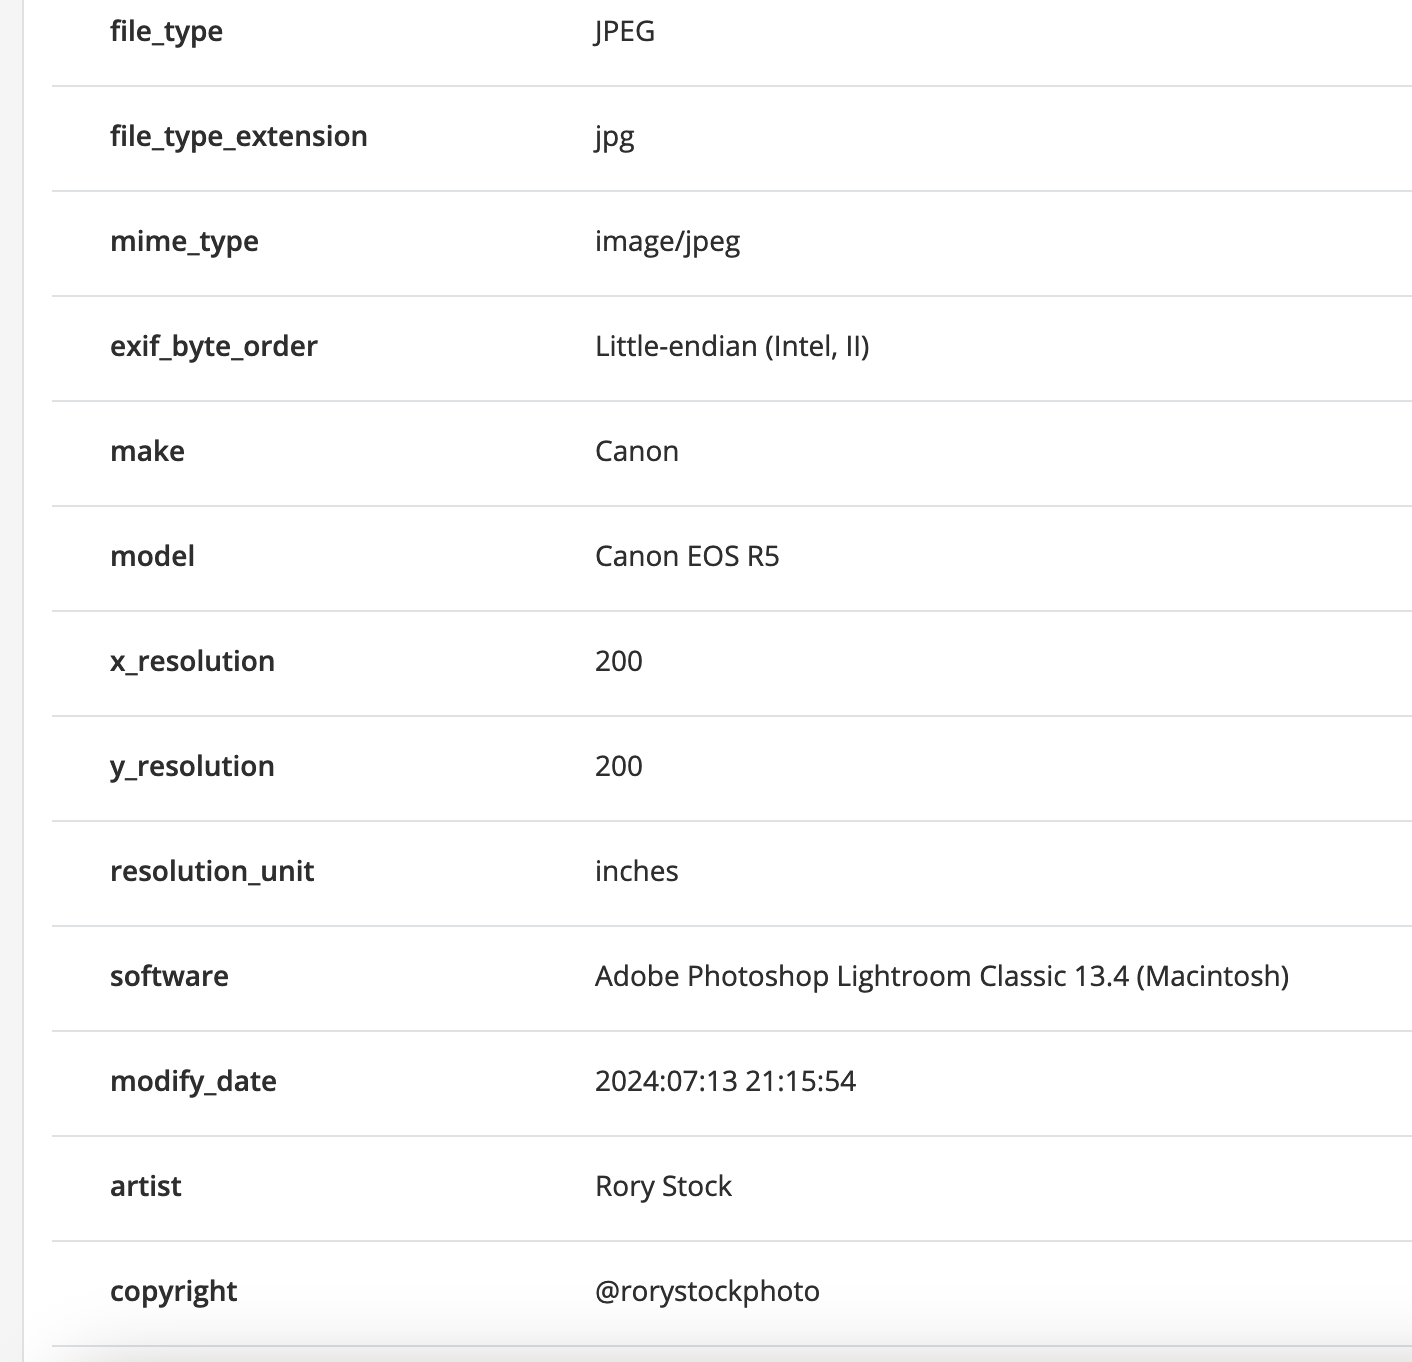 file_type JPEG
file_type_extension jpg
mime_type image/jpeg
exif_byte_order Little-endian (Intel, II)
make Canon
model Canon EOS R5
x_resolution 200
y_resolution 200
resolution_unit inches
software Adobe Photoshop Lightroom Classic 13.4 (Macintosh)
modify_date 2024:07:13 21:15:54
artist Rory Stock
copyright @rorystockphoto